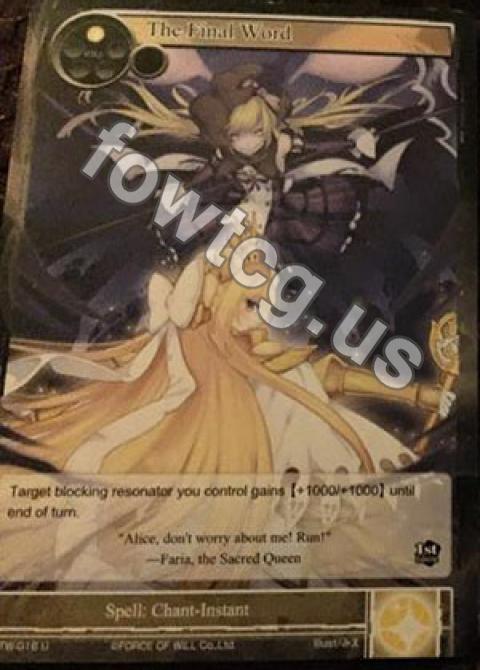 The Final Word
fowtcg.us
Target blocking resonator you control gains 【+1000/+1000】 until
end of turn.
"Alice, don't worry about me! Run!"
—Faria, the Sacred Queen
1st
Spell: Chant-Instant
©FORCE OF WILL Co.,Ltd.